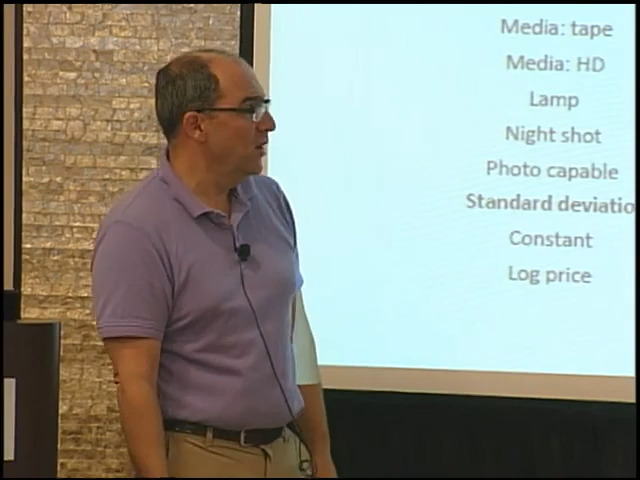 Media: tape
Media: HD
Lamp
Night shot
Photo capable
Standard deviatio
Constant
Log price